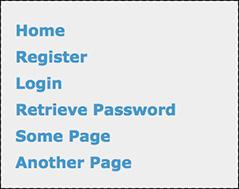 Home
Register
Login
Retrieve Password
Some Page
Another Page